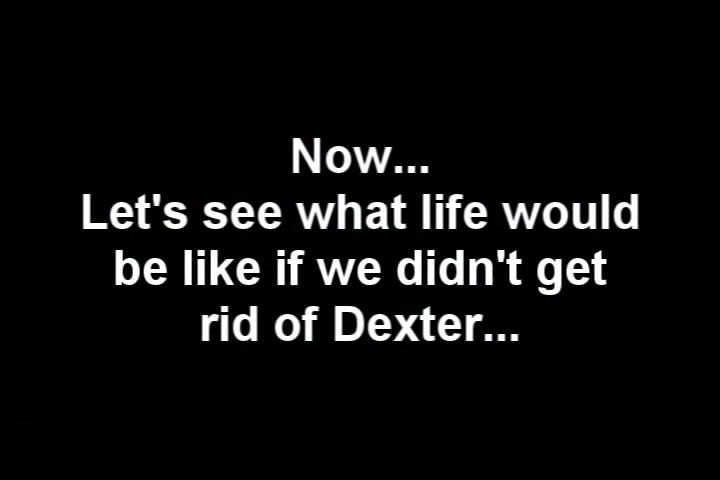 Now...
Let's see what life would
be like if we didn't get
rid of Dexter...